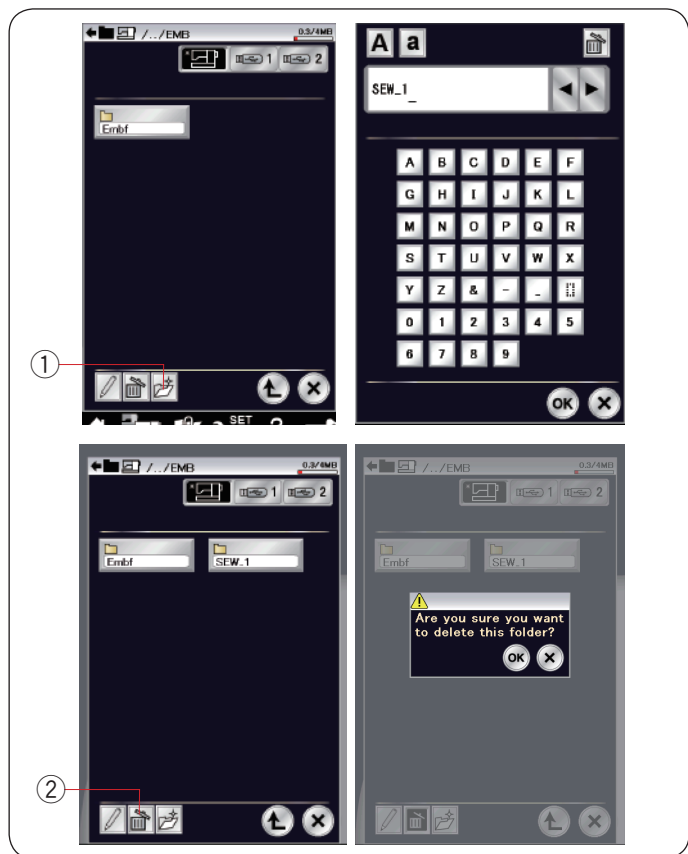 /../EMB 0.3/4MB
1 2
Embf
①
SET
A a
SEW_1_
A B C D E F
G H I J K L
M N O P Q R
S T U V W X
Y Z & - _
0 1 2 3 4 5
6 7 8 9
OK
/../EMB 0.3/4MB
1 2
Embf SEW_1
②
/../EMB 0.3/4MB
1 2
Embf SEW_1
Are you sure you want
to delete this folder?
OK